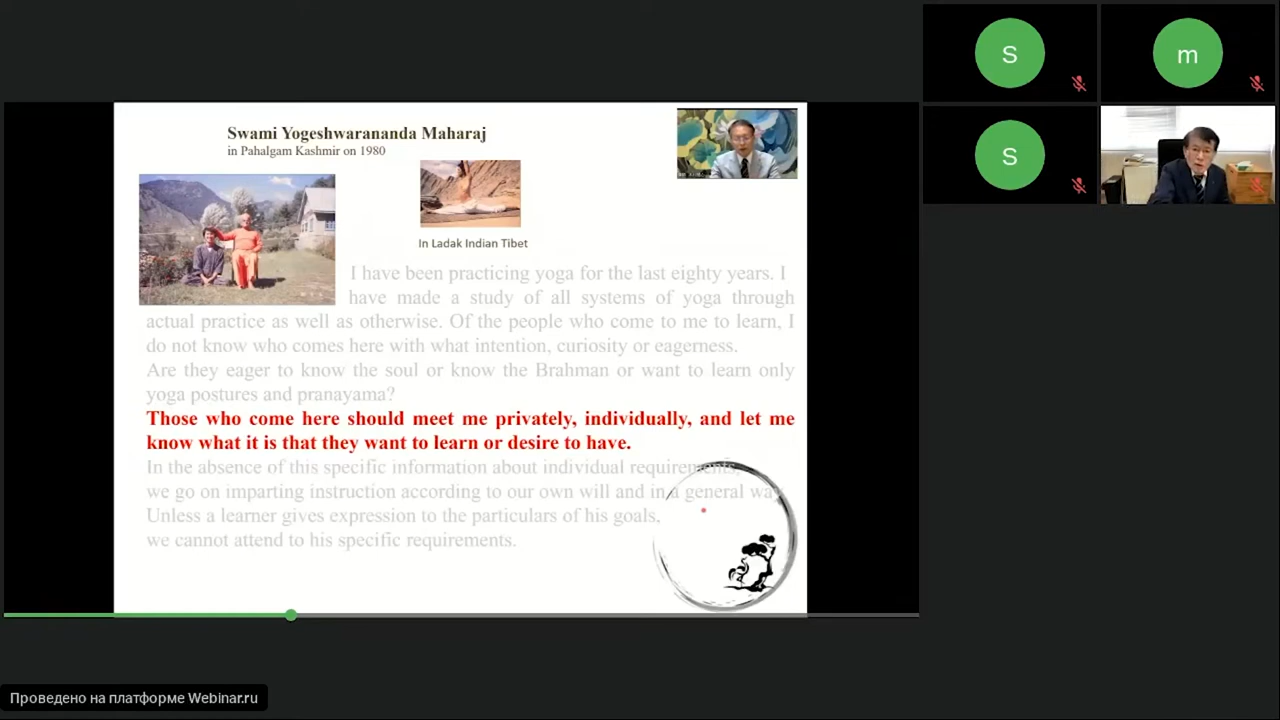 S
m
S
Swami Yogeshwarananda Maharaj
in Pahalgam Kashmir on 1980
In Ladak Indian Tibet
I have been practicing yoga for the last eighty years. I
have made a study of all systems of yoga through
actual practice as well as otherwise. Of the people who come to me to learn, I
do not know who comes here with what intention, curiosity or eagerness.
Are they eager to know the soul or know the Brahman or want to learn only
yoga postures and pranayama?
Those who come here should meet me privately, individually, and let me
know what it is that they want to learn or desire to have.
In the absence of this specific information about individual requirements,
we go on imparting instruction according to our own will and in a general way.
Unless a learner gives expression to the particulars of his goals,
we cannot attend to his specific requirements.
Проведено на платформе Webinar.ru